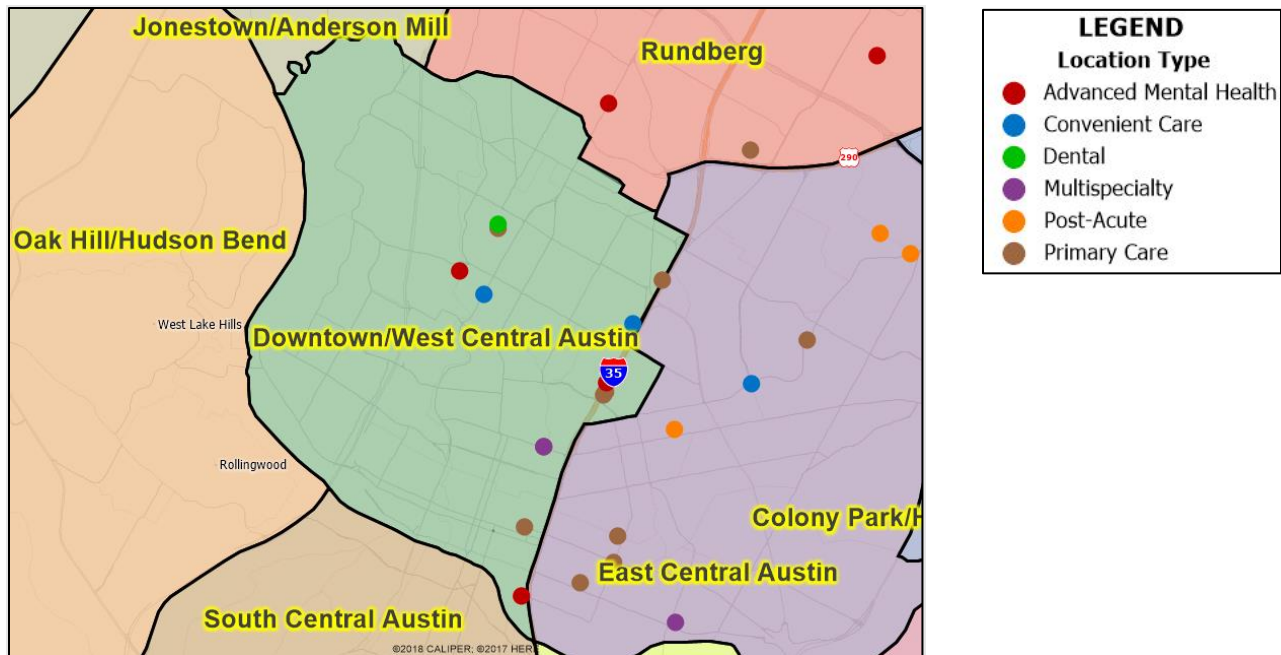 Jonestown/Anderson Mill
Rundberg
290
Oak Hill/Hudson Bend
West Lake Hills
Downtown/West Central Austin
35
Rollingwood
Colony Park/H
East Central Austin
South Central Austin
©2018 CALIPER; ©2017 HERE
LEGEND
Location Type
Advanced Mental Health
Convenient Care
Dental
Multispecialty
Post-Acute
Primary Care